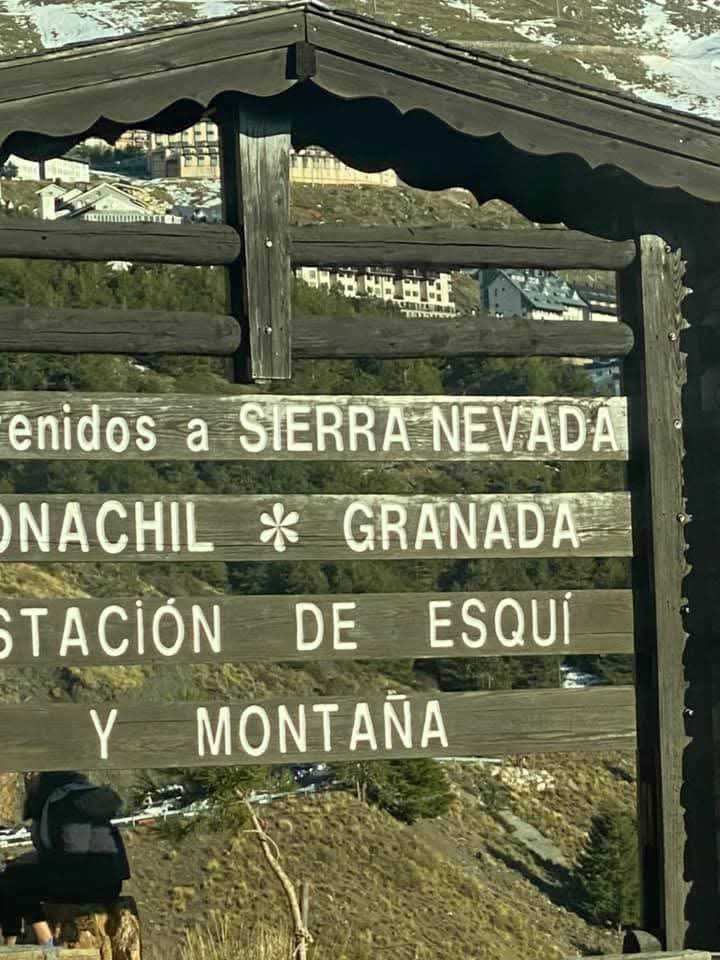 enidos a SIERRA NEVADA
ONACHIL * GRANADA
STACiÓN DE ESQUÍ
Y MONTAÑA